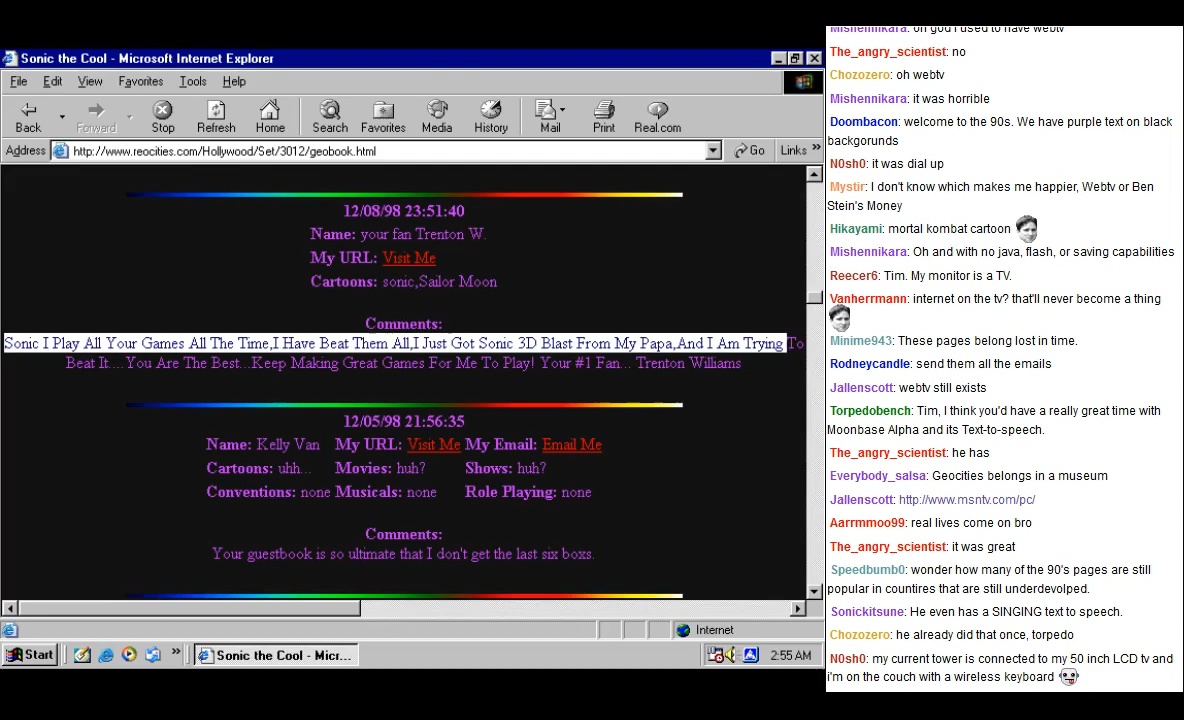 Sonic the Cool - Microsoft Internet Explorer
File Edit View Favorites Tools Help
Back Forward Stop Refresh Home Search Favorites Media History Mail Print Real.com
Address http://www.reocities.com/Hollywood/Set/3012/geobook.html Go Links »
12/08/98 23:51:40
Name: your fan Trenton W.
My URL: Visit Me
Cartoons: sonic,Sailor Moon
Comments:
Sonic I Play All Your Games All The Time,I Have Beat Them All,I Just Got Sonic 3D Blast From My Papa,And I Am Trying To
Beat It....You Are The Best...Keep Making Great Games For Me To Play! Your #1 Fan... Trenton Williams
12/05/98 21:56:35
Name: Kelly Van My URL: Visit Me My Email: Email Me
Cartoons: uhh... Movies: huh? Shows: huh?
Conventions: none Musicals: none Role Playing: none
Comments:
Your guestbook is so ultimate that I don't get the last six boxs.
Internet
Start » Sonic the Cool - Micr... 2:55 AM
Mishennikara: oh god i used to have webtv
The_angry_scientist: no
Chozozero: oh webtv
Mishennikara: it was horrible
Doombacon: welcome to the 90s. We have purple text on black
backgorunds
N0sh0: it was dial up
Mystir: I don't know which makes me happier, Webtv or Ben
Stein's Money
Hikayami: mortal kombat cartoon
Mishennikara: Oh and with no java, flash, or saving capabilities
Reecer6: Tim. My monitor is a TV.
Vanherrmann: internet on the tv? that'll never become a thing
Minime943: These pages belong lost in time.
Rodneycandle: send them all the emails
Jallenscott: webtv still exists
Torpedobench: Tim, I think you'd have a really great time with
Moonbase Alpha and its Text-to-speech.
The_angry_scientist: he has
Everybody_salsa: Geocities belongs in a museum
Jallenscott: http://www.msntv.com/pc/
Aarrmmoo99: real lives come on bro
The_angry_scientist: it was great
Speedbumb0: wonder how many of the 90's pages are still
popular in countires that are still underdevolped.
Sonickitsune: He even has a SINGING text to speech.
Chozozero: he already did that once, torpedo
N0sh0: my current tower is connected to my 50 inch LCD tv and
i'm on the couch with a wireless keyboard